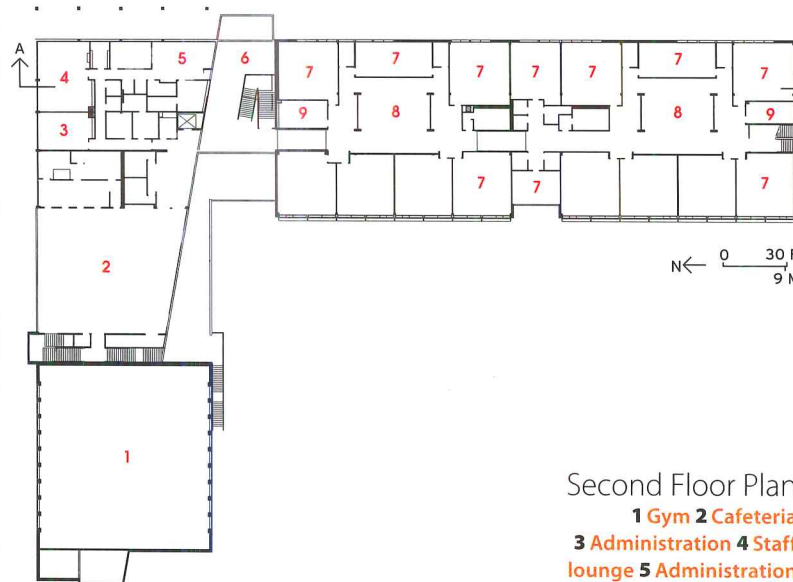 A
4
5
6
7
7
7
7
7
7
7
3
9
8
8
9
7
7
7
2
N
0 30 F
9 M
1
Second Floor Plan
1 Gym 2 Cafeteria
3 Administration 4 Staff
lounge 5 Administration